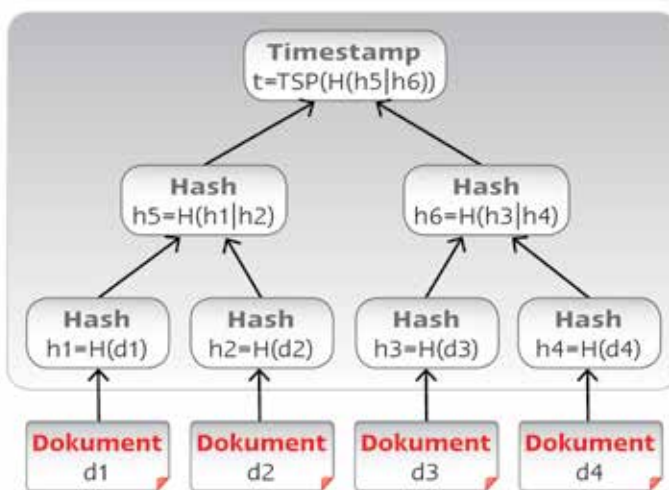 Timestamp
t=TSP(H(h5|h6))
Hash
h5=H(h1|h2)
Hash
h6=H(h3|h4)
Hash
h1=H(d1)
Hash
h2=H(d2)
Hash
h3=H(d3)
Hash
h4=H(d4)
Dokument
d1
Dokument
d2
Dokument
d3
Dokument
d4